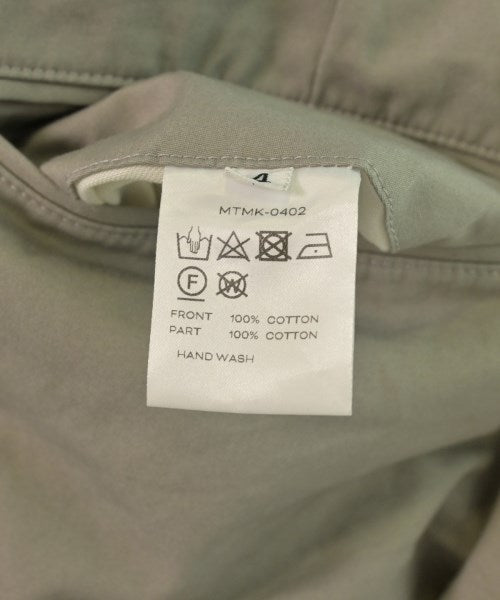 4
MTMK-0402
F W
FRONT 100% COTTON
PART 100% COTTON
HAND WASH